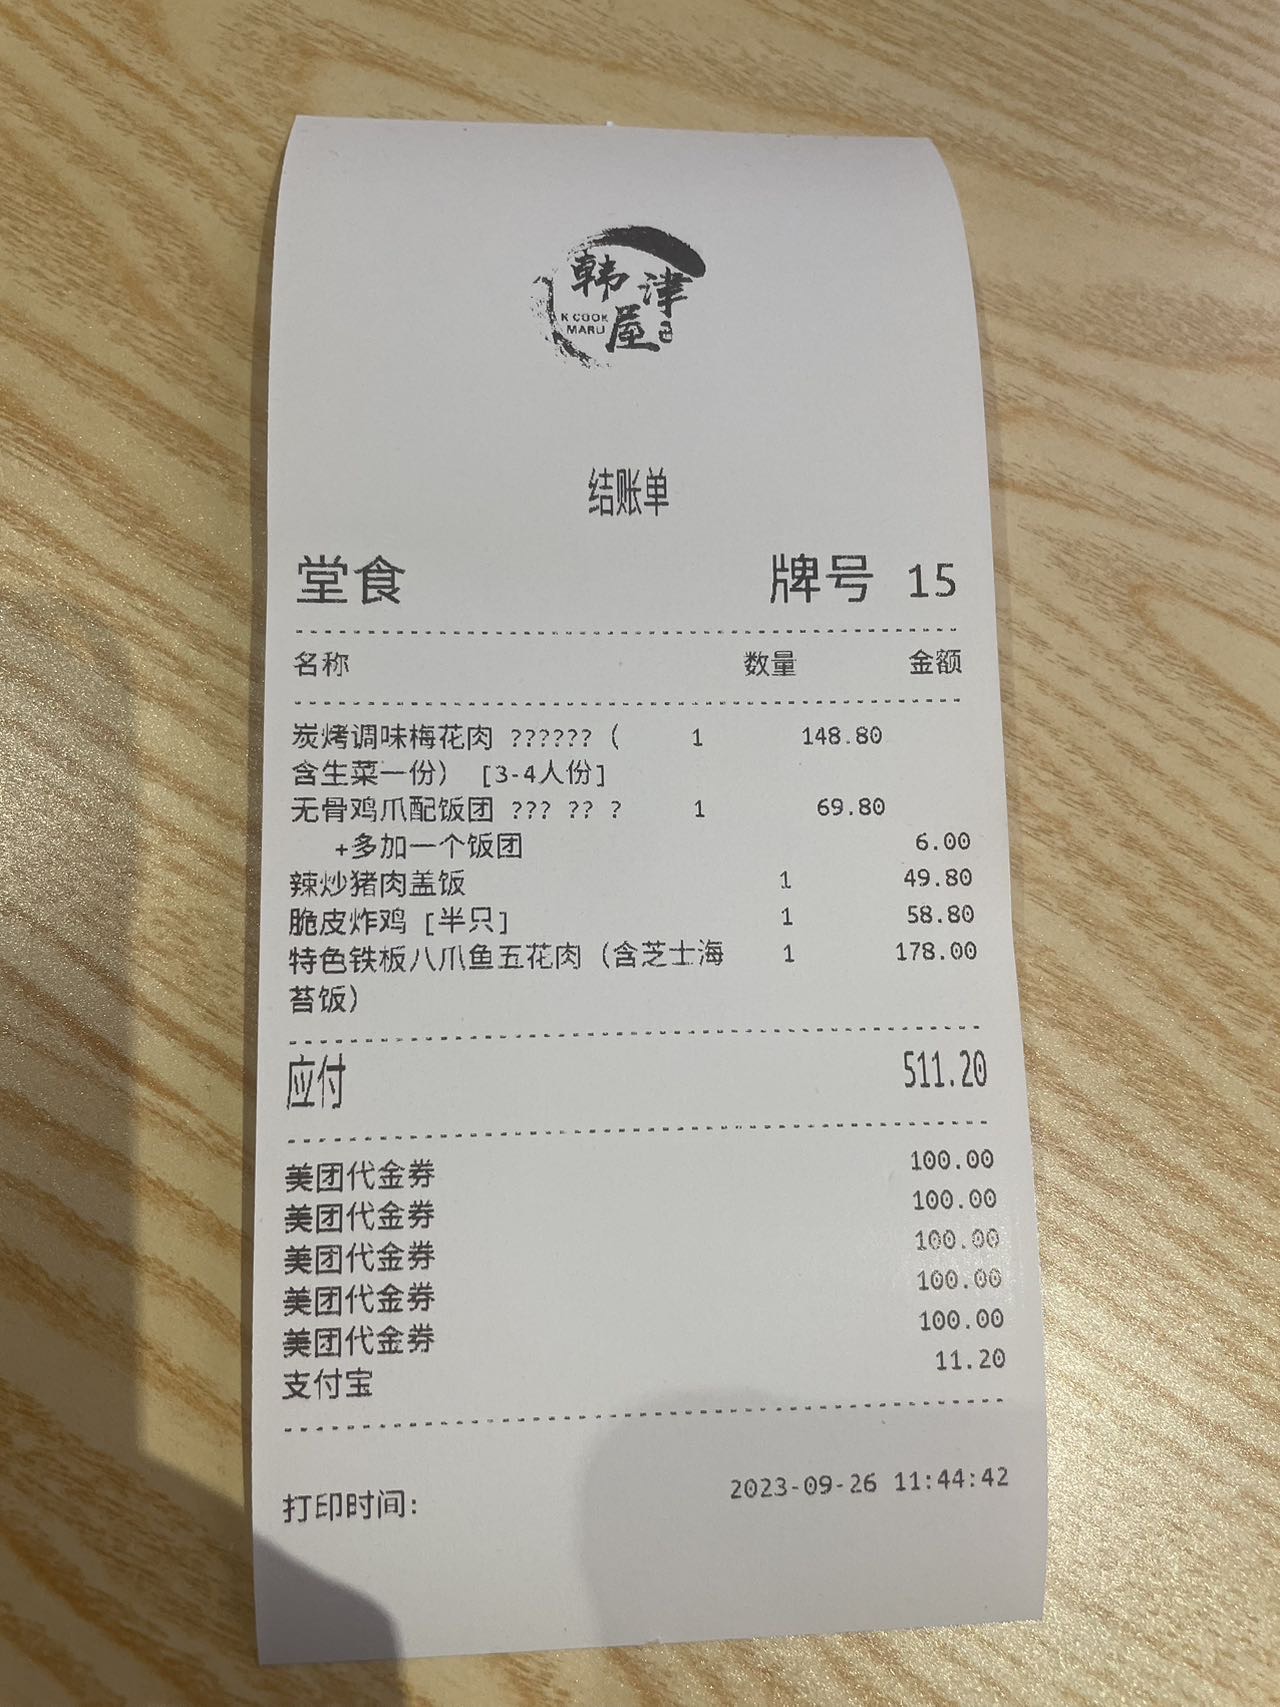 韩津屋
K COOK
MARU
结账单
堂食 牌号 15
名称 数量 金额
炭烤调味梅花肉 ?????? ( 1 148.80
含生菜一份） [3-4人份]
无骨鸡爪配饭团 ??? ?? ? 1 69.80
+多加一个饭团 6.00
辣炒猪肉盖饭 1 49.80
脆皮炸鸡 [半只] 1 58.80
特色铁板八爪鱼五花肉（含芝士海 1 178.00
苔饭）
应付 511.20
美团代金券 100.00
美团代金券 100.00
美团代金券 100.00
美团代金券 100.00
美团代金券 100.00
支付宝 11.20
打印时间: 2023-09-26 11:44:42